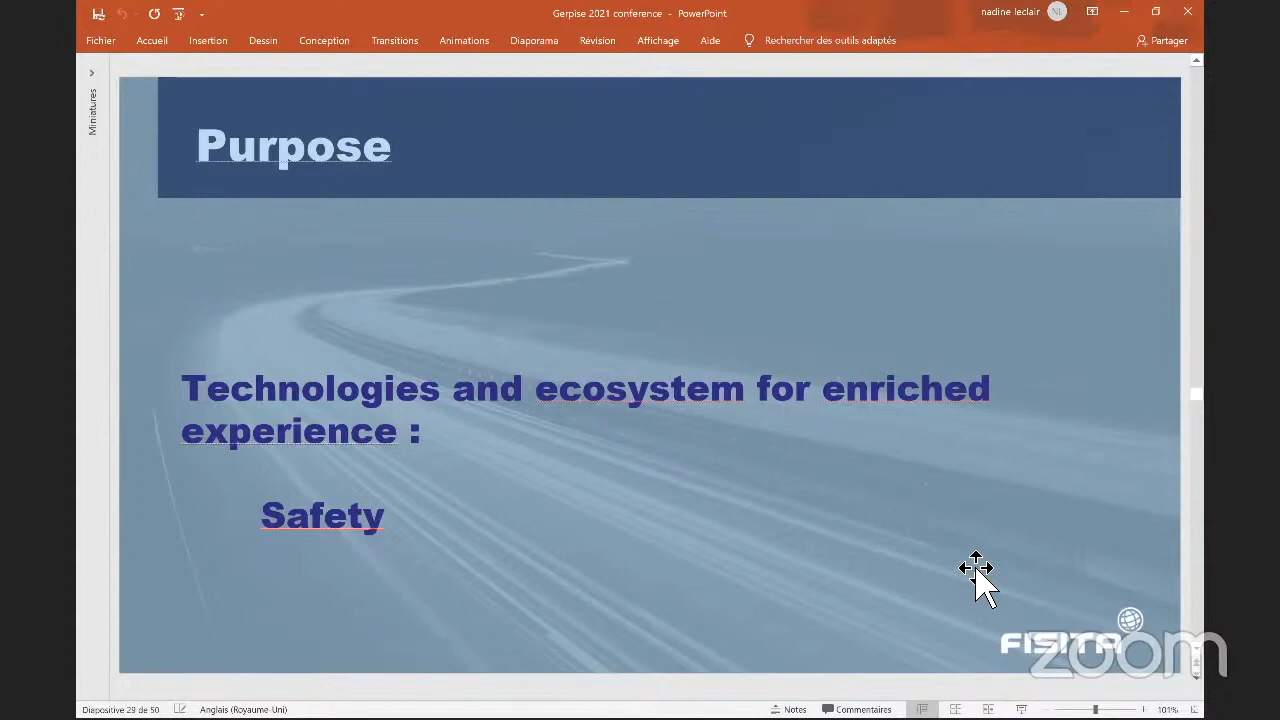 Gerpise 2021 conference - PowerPoint
nadine leclair
NL
Fichier
Accueil
Insertion
Dessin
Conception
Transitions
Animations
Diaporama
Révision
Affichage
Aide
Rechercher des outils adaptés
Partager
Miniatures
Purpose
Technologies and ecosystem for enriched
experience :
Safety
FISITA
zoom
Diapositive 29 de 50
Anglais (Royaume-Uni)
Notes
Commentaires
101%